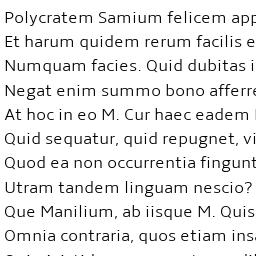 Polycratem Samium felicem app
Et harum quidem rerum facilis e
Numquam facies. Quid dubitas i
Negat enim summo bono afferre
At hoc in eo M. Cur haec eadem
Quid sequatur, quid repugnet, vi
Quod ea non occurrentia fingunt
Utram tandem linguam nescio?
Que Manilium, ab iisque M. Quis
Omnia contraria, quos etiam insa